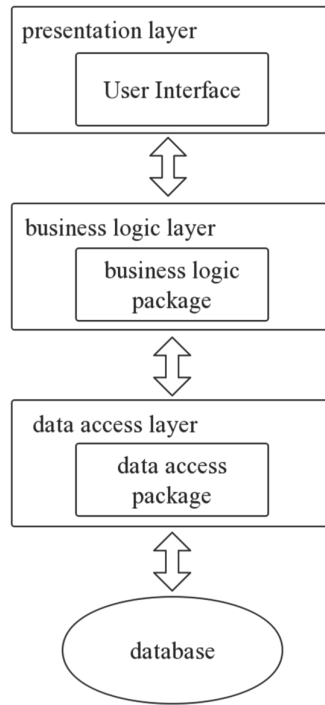 presentation layer
User Interface
business logic layer
business logic
package
data access layer
data access
package
database